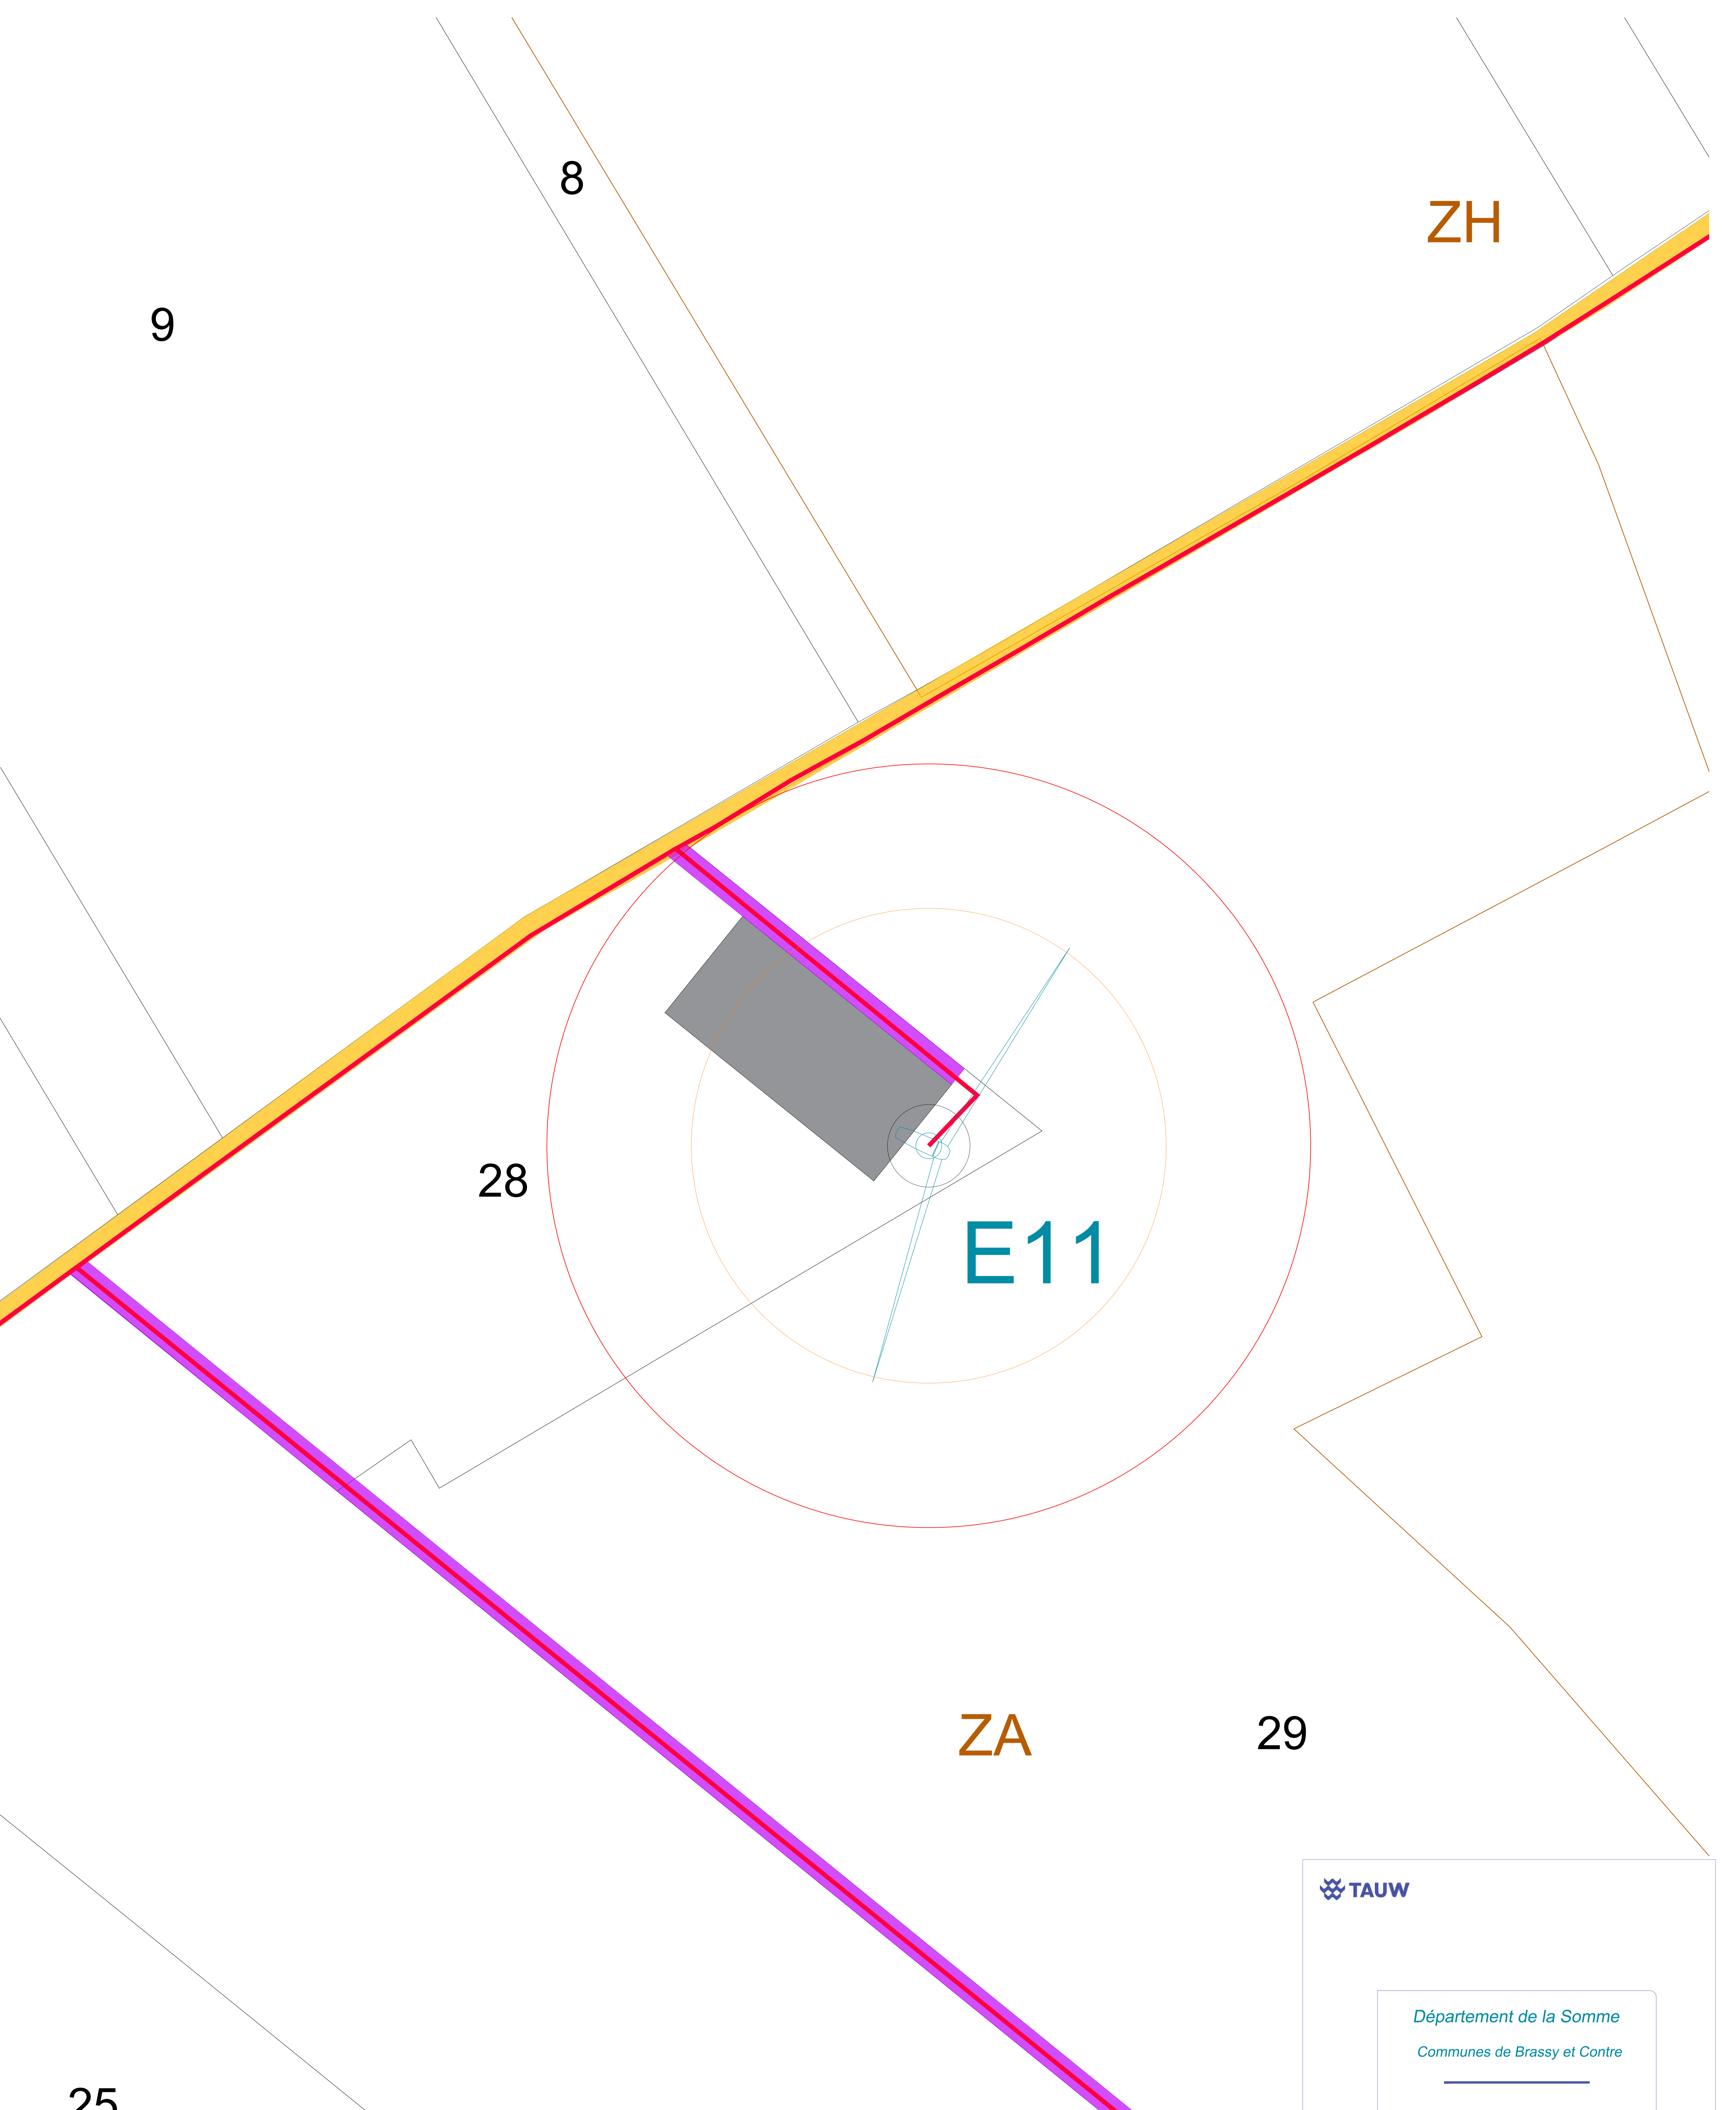 8
ZH
9
28
E11
ZA
29
TAUW
Département de la Somme
Communes de Brassy et Contre
25